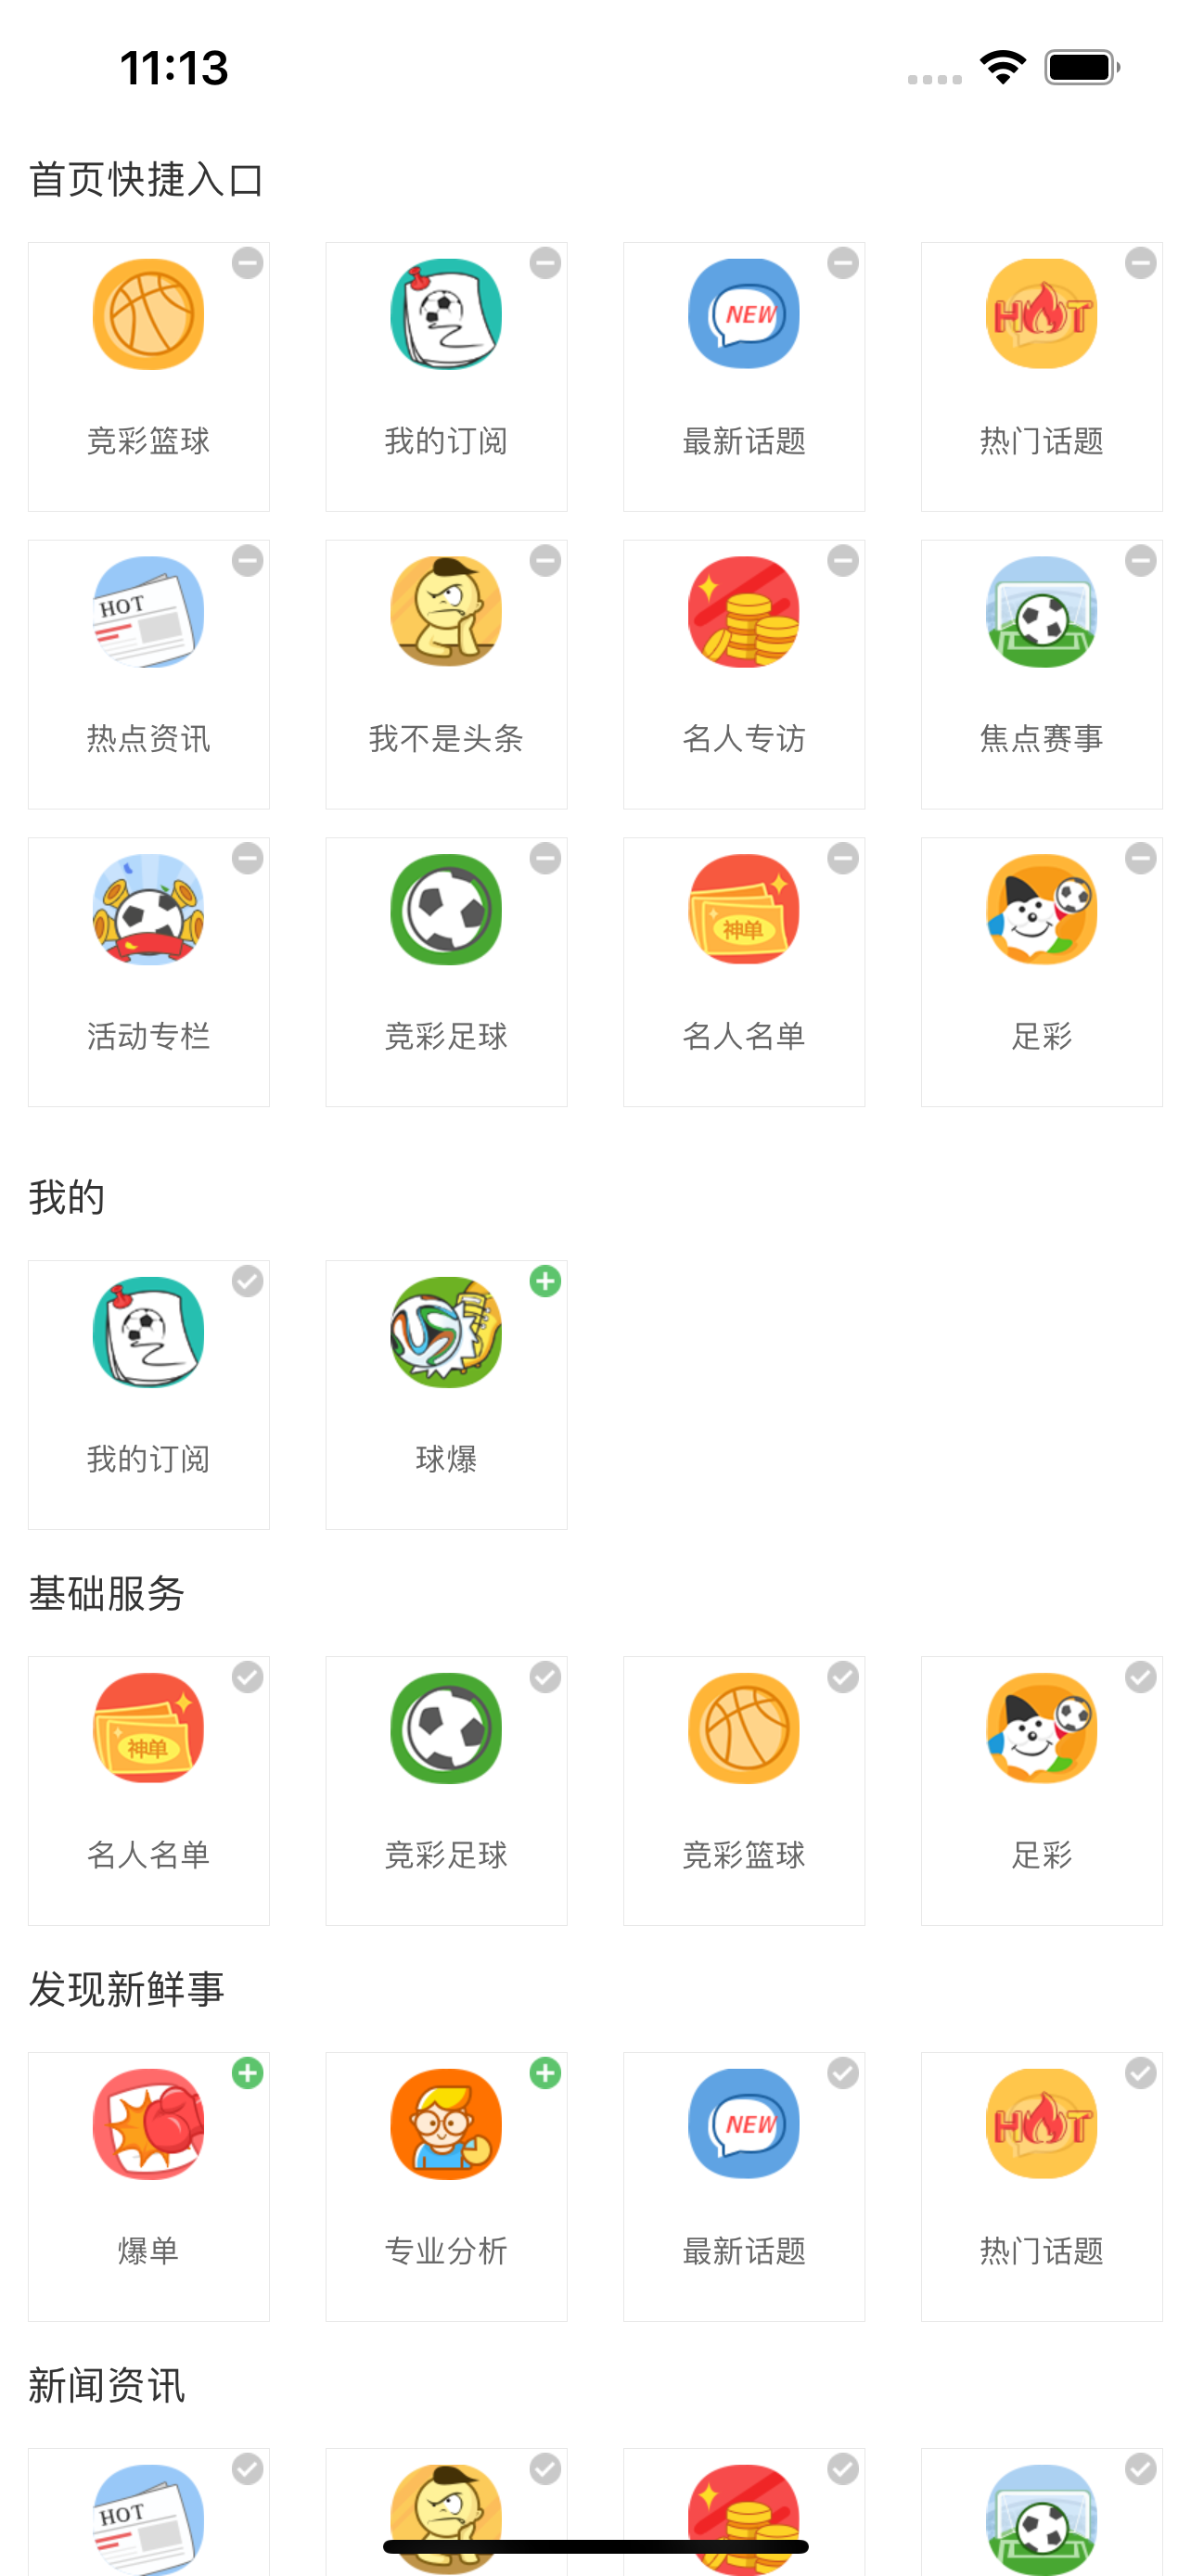 11:13
首页快捷入口
NEW
HOT
竞彩篮球 我的订阅 最新话题 热门话题
HOT
热点资讯 我不是头条 名人专访 焦点赛事
神单
活动专栏 竞彩足球 名人名单 足彩
我的
我的订阅 球爆
基础服务
神单
名人名单 竞彩足球 竞彩篮球 足彩
发现新鲜事
NEW
HOT
爆单 专业分析 最新话题 热门话题
新闻资讯
HOT